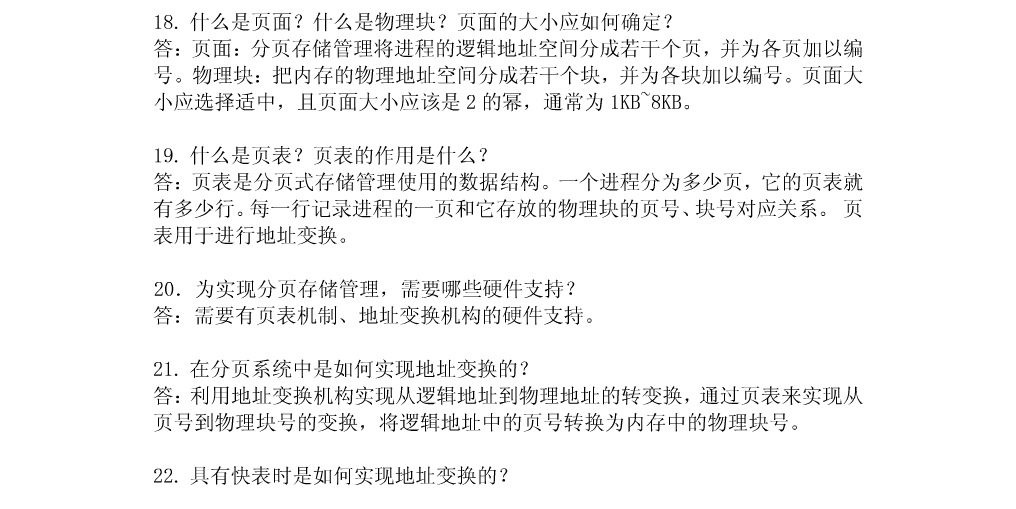 18. 什么是页面？什么是物理块？页面的大小应如何确定？
答：页面：分页存储管理将进程的逻辑地址空间分成若干个页，并为各页加以编
号。物理块：把内存的物理地址空间分成若干个块，并为各块加以编号。页面大
小应选择适中，且页面大小应该是 2 的幂，通常为 1KB~8KB。
19. 什么是页表？页表的作用是什么？
答：页表是分页式存储管理使用的数据结构。一个进程分为多少页，它的页表就
有多少行。每一行记录进程的一页和它存放的物理块的页号、块号对应关系。 页
表用于进行地址变换。
20. 为实现分页存储管理，需要哪些硬件支持？
答：需要有页表机制、地址变换机构的硬件支持。
21. 在分页系统中是如何实现地址变换的？
答：利用地址变换机构实现从逻辑地址到物理地址的转变换，通过页表来实现从
页号到物理块号的变换，将逻辑地址中的页号转换为内存中的物理块号。
22. 具有快表时是如何实现地址变换的？